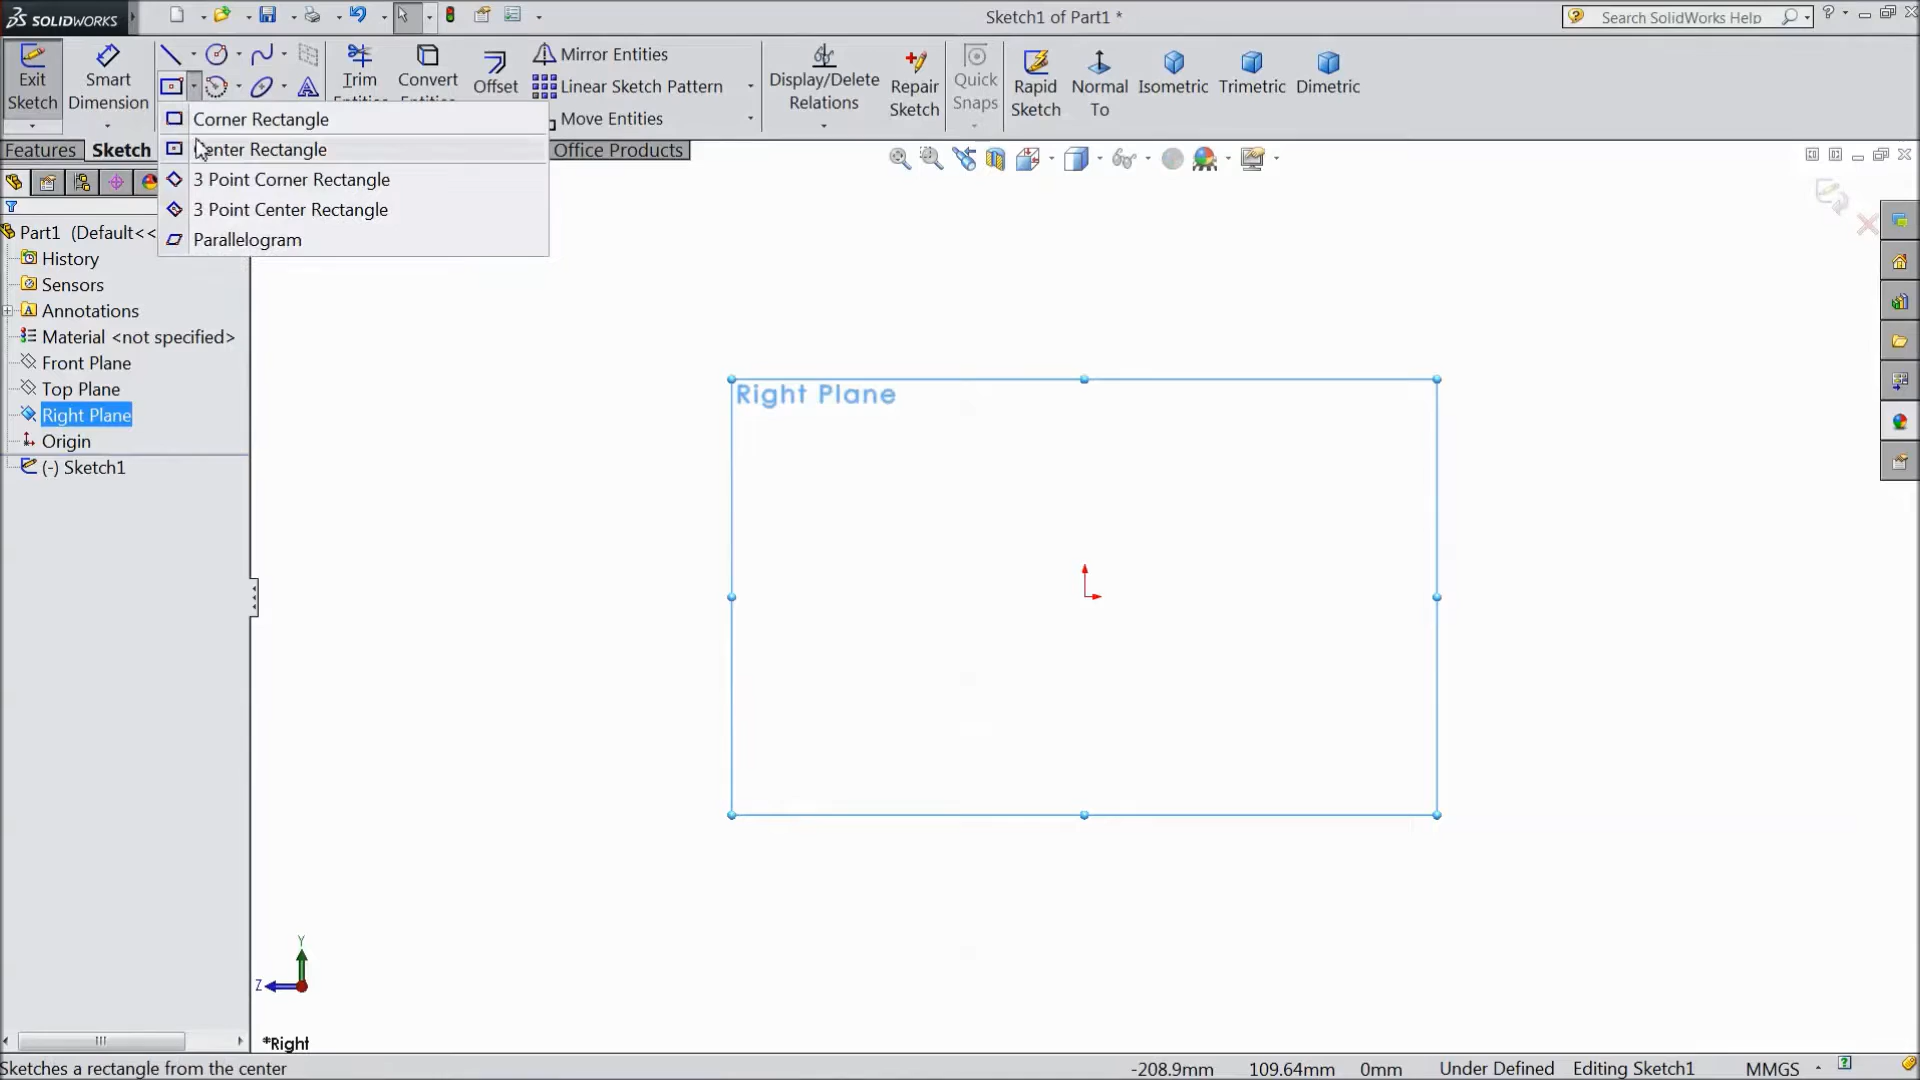 SOLIDWORKS
Sketch1 of Part1 *
Search SolidWorks Help
Exit Sketch
Smart Dimension
Trim
Convert
Offset
Mirror Entities
Linear Sketch Pattern
Move Entities
Display/Delete Relations
Repair Sketch
Quick Snaps
Rapid Sketch
Normal To
Isometric
Trimetric
Dimetric
Features
Sketch
Office Products
Corner Rectangle
Center Rectangle
3 Point Corner Rectangle
3 Point Center Rectangle
Parallelogram
Part1 (Default<<
History
Sensors
Annotations
Material <not specified>
Front Plane
Top Plane
Right Plane
Origin
(-) Sketch1
Right Plane
Y
Z
*Right
Sketches a rectangle from the center
-208.9mm 109.64mm 0mm Under Defined Editing Sketch1 MMGS